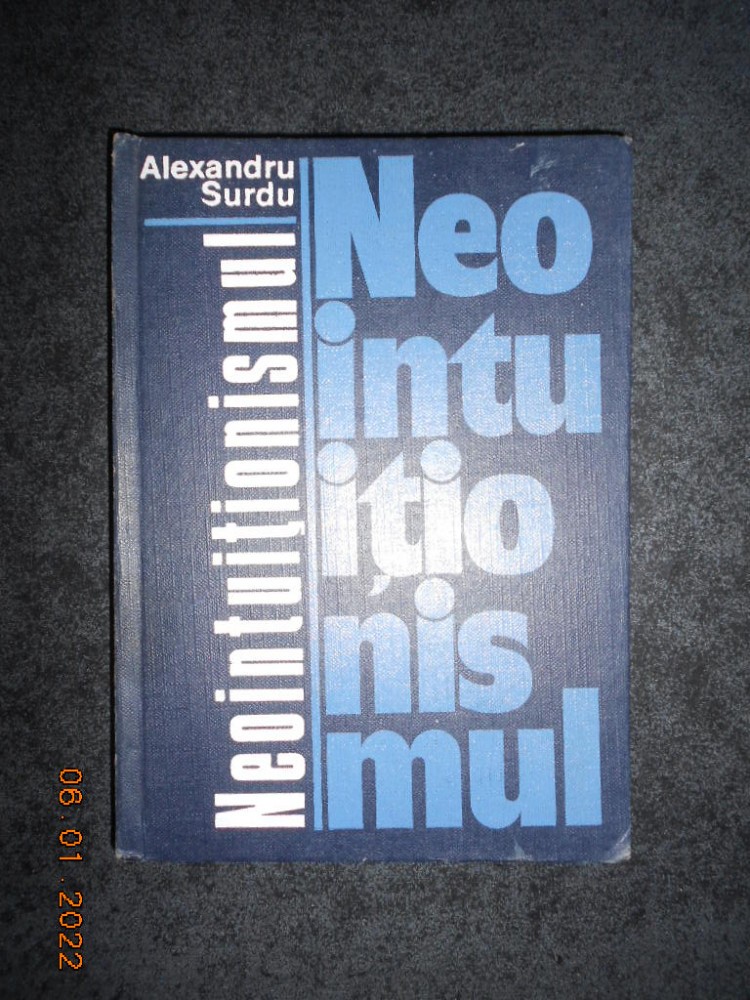 Alexandru
Surdu
Neointuiționismul
Neo
intu
ițio
nis
mul
06.01.2022